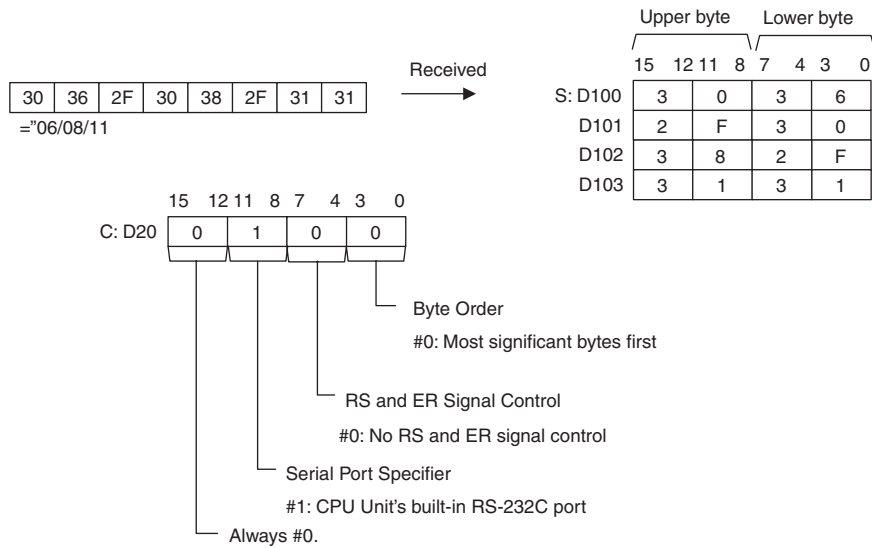 Upper byte Lower byte
15 12 11 8 7 4 3 0
Received
30 36 2F 30 38 2F 31 31
="06/08/11
S: D100 3 0 3 6
D101 2 F 3 0
D102 3 8 2 F
D103 3 1 3 1
15 12 11 8 7 4 3 0
C: D20 0 1 0 0
Byte Order
#0: Most significant bytes first
RS and ER Signal Control
#0: No RS and ER signal control
Serial Port Specifier
#1: CPU Unit's built-in RS-232C port
Always #0.